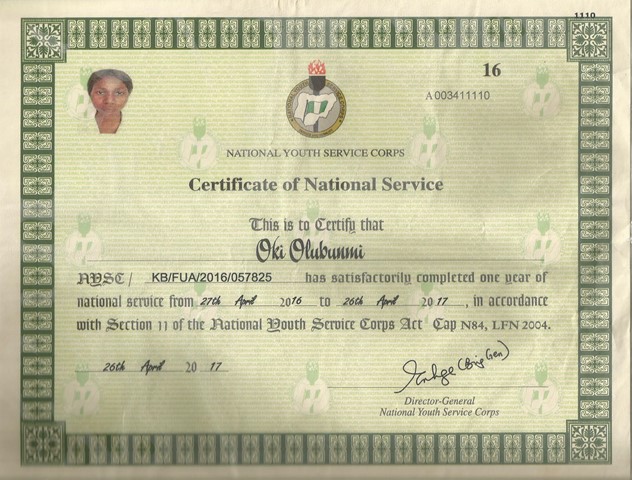 1110
16
A 003411110
NATIONAL YOUTH SERVICE CORPS
Certificate of National Service
This is to Certify that
Oki Olubunmi
NYSC/ KB/FUA/2016/057825 has satisfactorily completed one year of
national service from 27th April 2016 to 26th April 2017, in accordance
with Section 11 of the National Youth Service Corps Act Cap N84, LFN 2004.
26th April 20 17
(Brig Gen)
Director-General
National Youth Service Corps